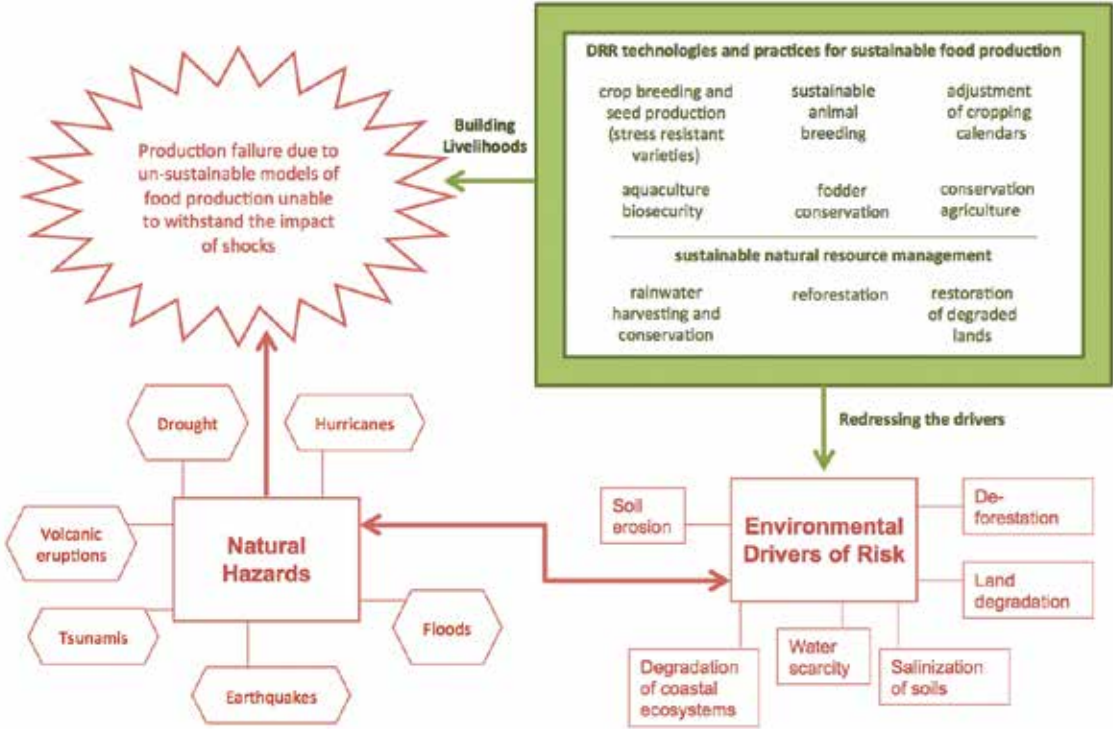 DRR technologies and practices for sustainable food production
crop breeding and
seed production
(stress resistant
varieties)
sustainable
animal
breeding
adjustment
of cropping
calendars
aquaculture
biosecurity
fodder
conservation
conservation
agriculture
sustainable natural resource management
rainwater
harvesting and
conservation
reforestation
restoration
of degraded
lands
Building
Livelihoods
Production failure due to
un-sustainable models of
food production unable
to withstand the impact
of shocks
Redressing the drivers
Drought
Hurricanes
Volcanic
eruptions
Natural
Hazards
Tsunamis
Floods
Earthquakes
Soil
erosion
Environmental
Drivers of Risk
De-
forestation
Land
degradation
Degradation
of coastal
ecosystems
Water
scarcity
Salinization
of soils